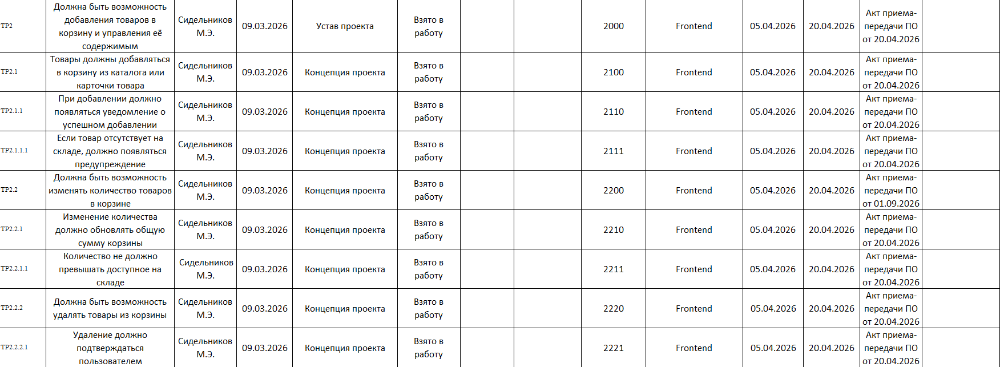 ТР2
Должна быть возможность
добавления товаров в
корзину и управления её
содержимым
Сидельников
М.Э.
09.03.2026
Устав проекта
Взято в
работу
2000
Frontend
05.04.2026
20.04.2026
Акт приема-
передачи ПО
от 20.04.2026
ТР2.1
Товары должны добавляться
в корзину из каталога или
карточки товара
Сидельников
М.Э.
09.03.2026
Концепция проекта
Взято в
работу
2100
Frontend
05.04.2026
20.04.2026
Акт приема-
передачи ПО
от 20.04.2026
ТР2.1.1
При добавлении должно
появляться уведомление о
успешном добавлении
Сидельников
М.Э.
09.03.2026
Концепция проекта
Взято в
работу
2110
Frontend
05.04.2026
20.04.2026
Акт приема-
передачи ПО
от 20.04.2026
ТР2.1.1.1
Если товар отсутствует на
складе, должно появляться
предупреждение
Сидельников
М.Э.
09.03.2026
Концепция проекта
Взято в
работу
2111
Frontend
05.04.2026
20.04.2026
Акт приема-
передачи ПО
от 20.04.2026
ТР2.2
Должна быть возможность
изменять количество товаров
в корзине
Сидельников
М.Э.
09.03.2026
Концепция проекта
Взято в
работу
2200
Frontend
05.04.2026
20.04.2026
Акт приема-
передачи ПО
от 01.09.2026
ТР2.2.1
Изменение количества
должно обновлять общую
сумму корзины
Сидельников
М.Э.
09.03.2026
Концепция проекта
Взято в
работу
2210
Frontend
05.04.2026
20.04.2026
Акт приема-
передачи ПО
от 20.04.2026
ТР2.2.1.1
Количество не должно
превышать доступное на
складе
Сидельников
М.Э.
09.03.2026
Концепция проекта
Взято в
работу
2211
Frontend
05.04.2026
20.04.2026
Акт приема-
передачи ПО
от 20.04.2026
ТР2.2.2
Должна быть возможность
удалять товары из корзины
Сидельников
М.Э.
09.03.2026
Концепция проекта
Взято в
работу
2220
Frontend
05.04.2026
20.04.2026
Акт приема-
передачи ПО
от 20.04.2026
ТР2.2.2.1
Удаление должно
подтверждаться
пользователем
Сидельников
М.Э.
09.03.2026
Концепция проекта
Взято в
работу
2221
Frontend
05.04.2026
20.04.2026
Акт приема-
передачи ПО
от 20.04.2026